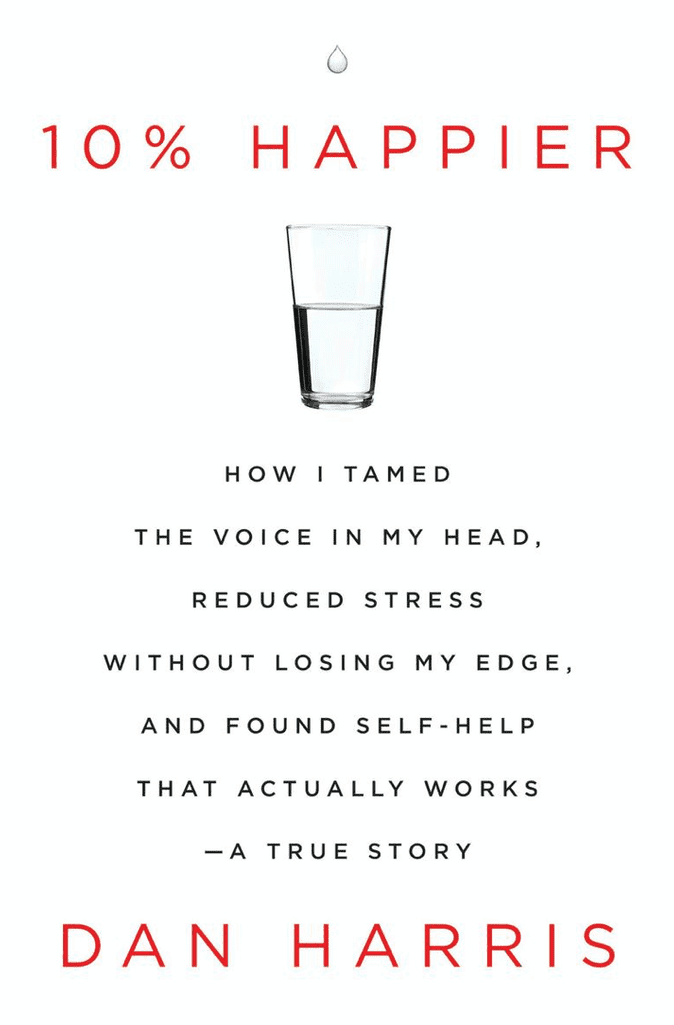 10% HAPPIER
HOW I TAMED
THE VOICE IN MY HEAD,
REDUCED STRESS
WITHOUT LOSING MY EDGE,
AND FOUND SELF-HELP
THAT ACTUALLY WORKS
—A TRUE STORY
DAN HARRIS